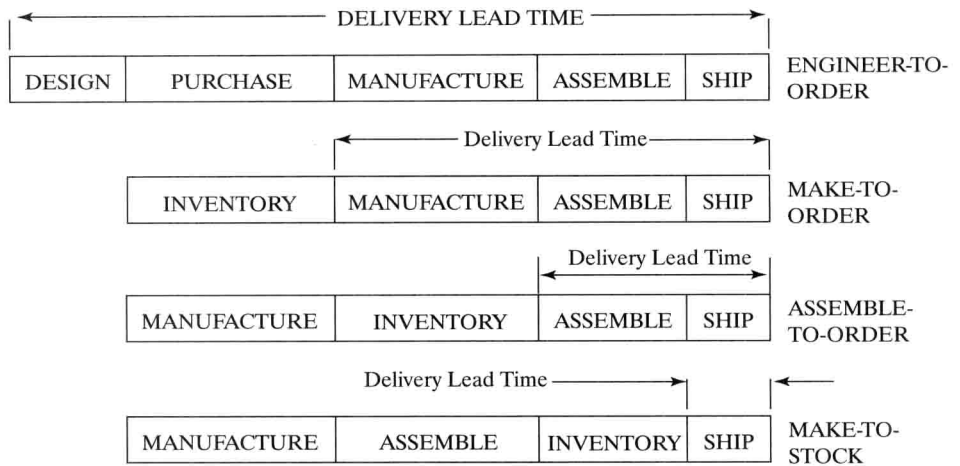 DELIVERY LEAD TIME
DESIGN PURCHASE MANUFACTURE ASSEMBLE SHIP ENGINEER-TO-
ORDER
Delivery Lead Time
INVENTORY MANUFACTURE ASSEMBLE SHIP MAKE-TO-
ORDER
Delivery Lead Time
MANUFACTURE INVENTORY ASSEMBLE SHIP ASSEMBLE-
TO-ORDER
Delivery Lead Time
MANUFACTURE ASSEMBLE INVENTORY SHIP MAKE-TO-
STOCK